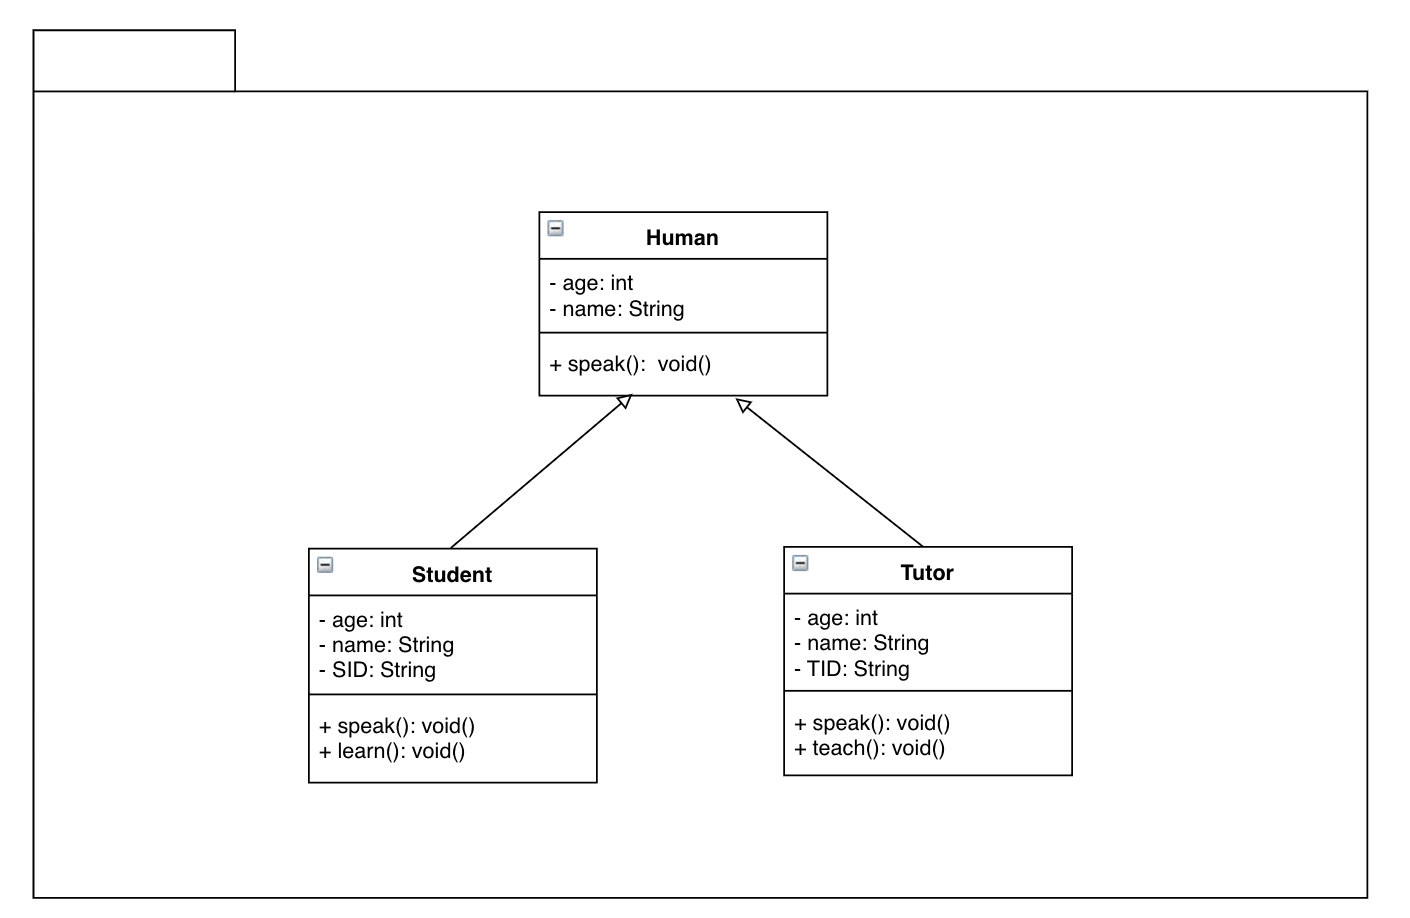 Human
- age: int
- name: String
+ speak():  void()
Student
- age: int
- name: String
- SID: String
+ speak(): void()
+ learn(): void()
Tutor
- age: int
- name: String
- TID: String
+ speak(): void()
+ teach(): void()